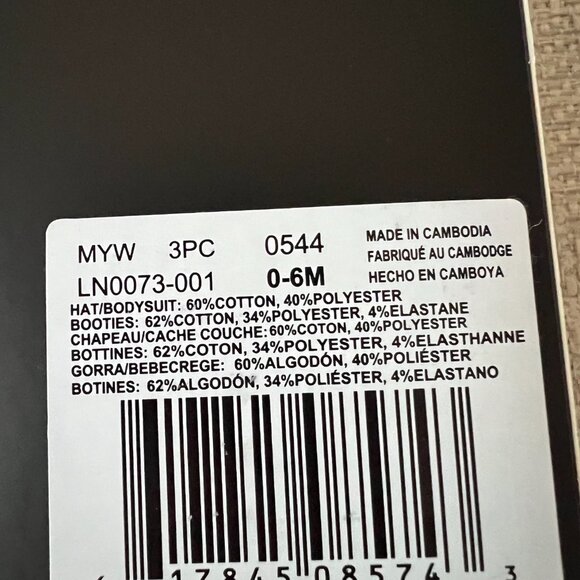 MYW 3PC 0544 MADE IN CAMBODIA
FABRIQUÉ AU CAMBODGE
LN0073-001 0-6M HECHO EN CAMBOYA
HAT/BODYSUIT: 60%COTTON, 40%POLYESTER
BOOTIES: 62%COTTON, 34%POLYESTER, 4%ELASTANE
CHAPEAU/CACHE COUCHE:60%COTON, 40%POLYESTER
BOTTINES: 62%COTON, 34%POLYESTER, 4%ELASTHANNE
GORRA/BEBECREGE: 60%ALGODÓN, 40%POLIÉSTER
BOTINES: 62%ALGODÓN, 34%POLIÉSTER, 4%ELASTANO
17845 08574 3